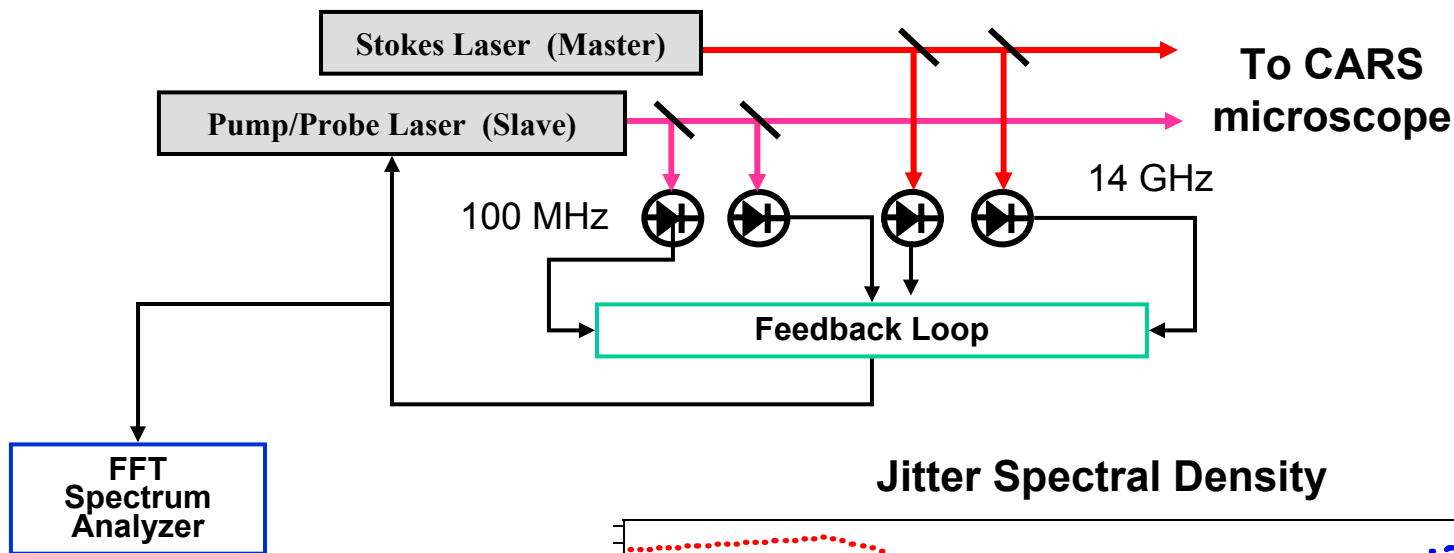 Stokes Laser (Master)
To CARS
microscope
Pump/Probe Laser (Slave)
100 MHz
14 GHz
Feedback Loop
FFT
Spectrum
Analyzer
Jitter Spectral Density